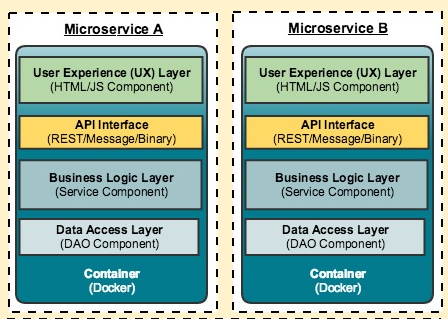 Microservice A
User Experience (UX) Layer
(HTML/JS Component)
API Interface
(REST/Message/Binary)
Business Logic Layer
(Service Component)
Data Access Layer
(DAO Component)
Container
(Docker)
Microservice B
User Experience (UX) Layer
(HTML/JS Component)
API Interface
(REST/Message/Binary)
Business Logic Layer
(Service Component)
Data Access Layer
(DAO Component)
Container
(Docker)